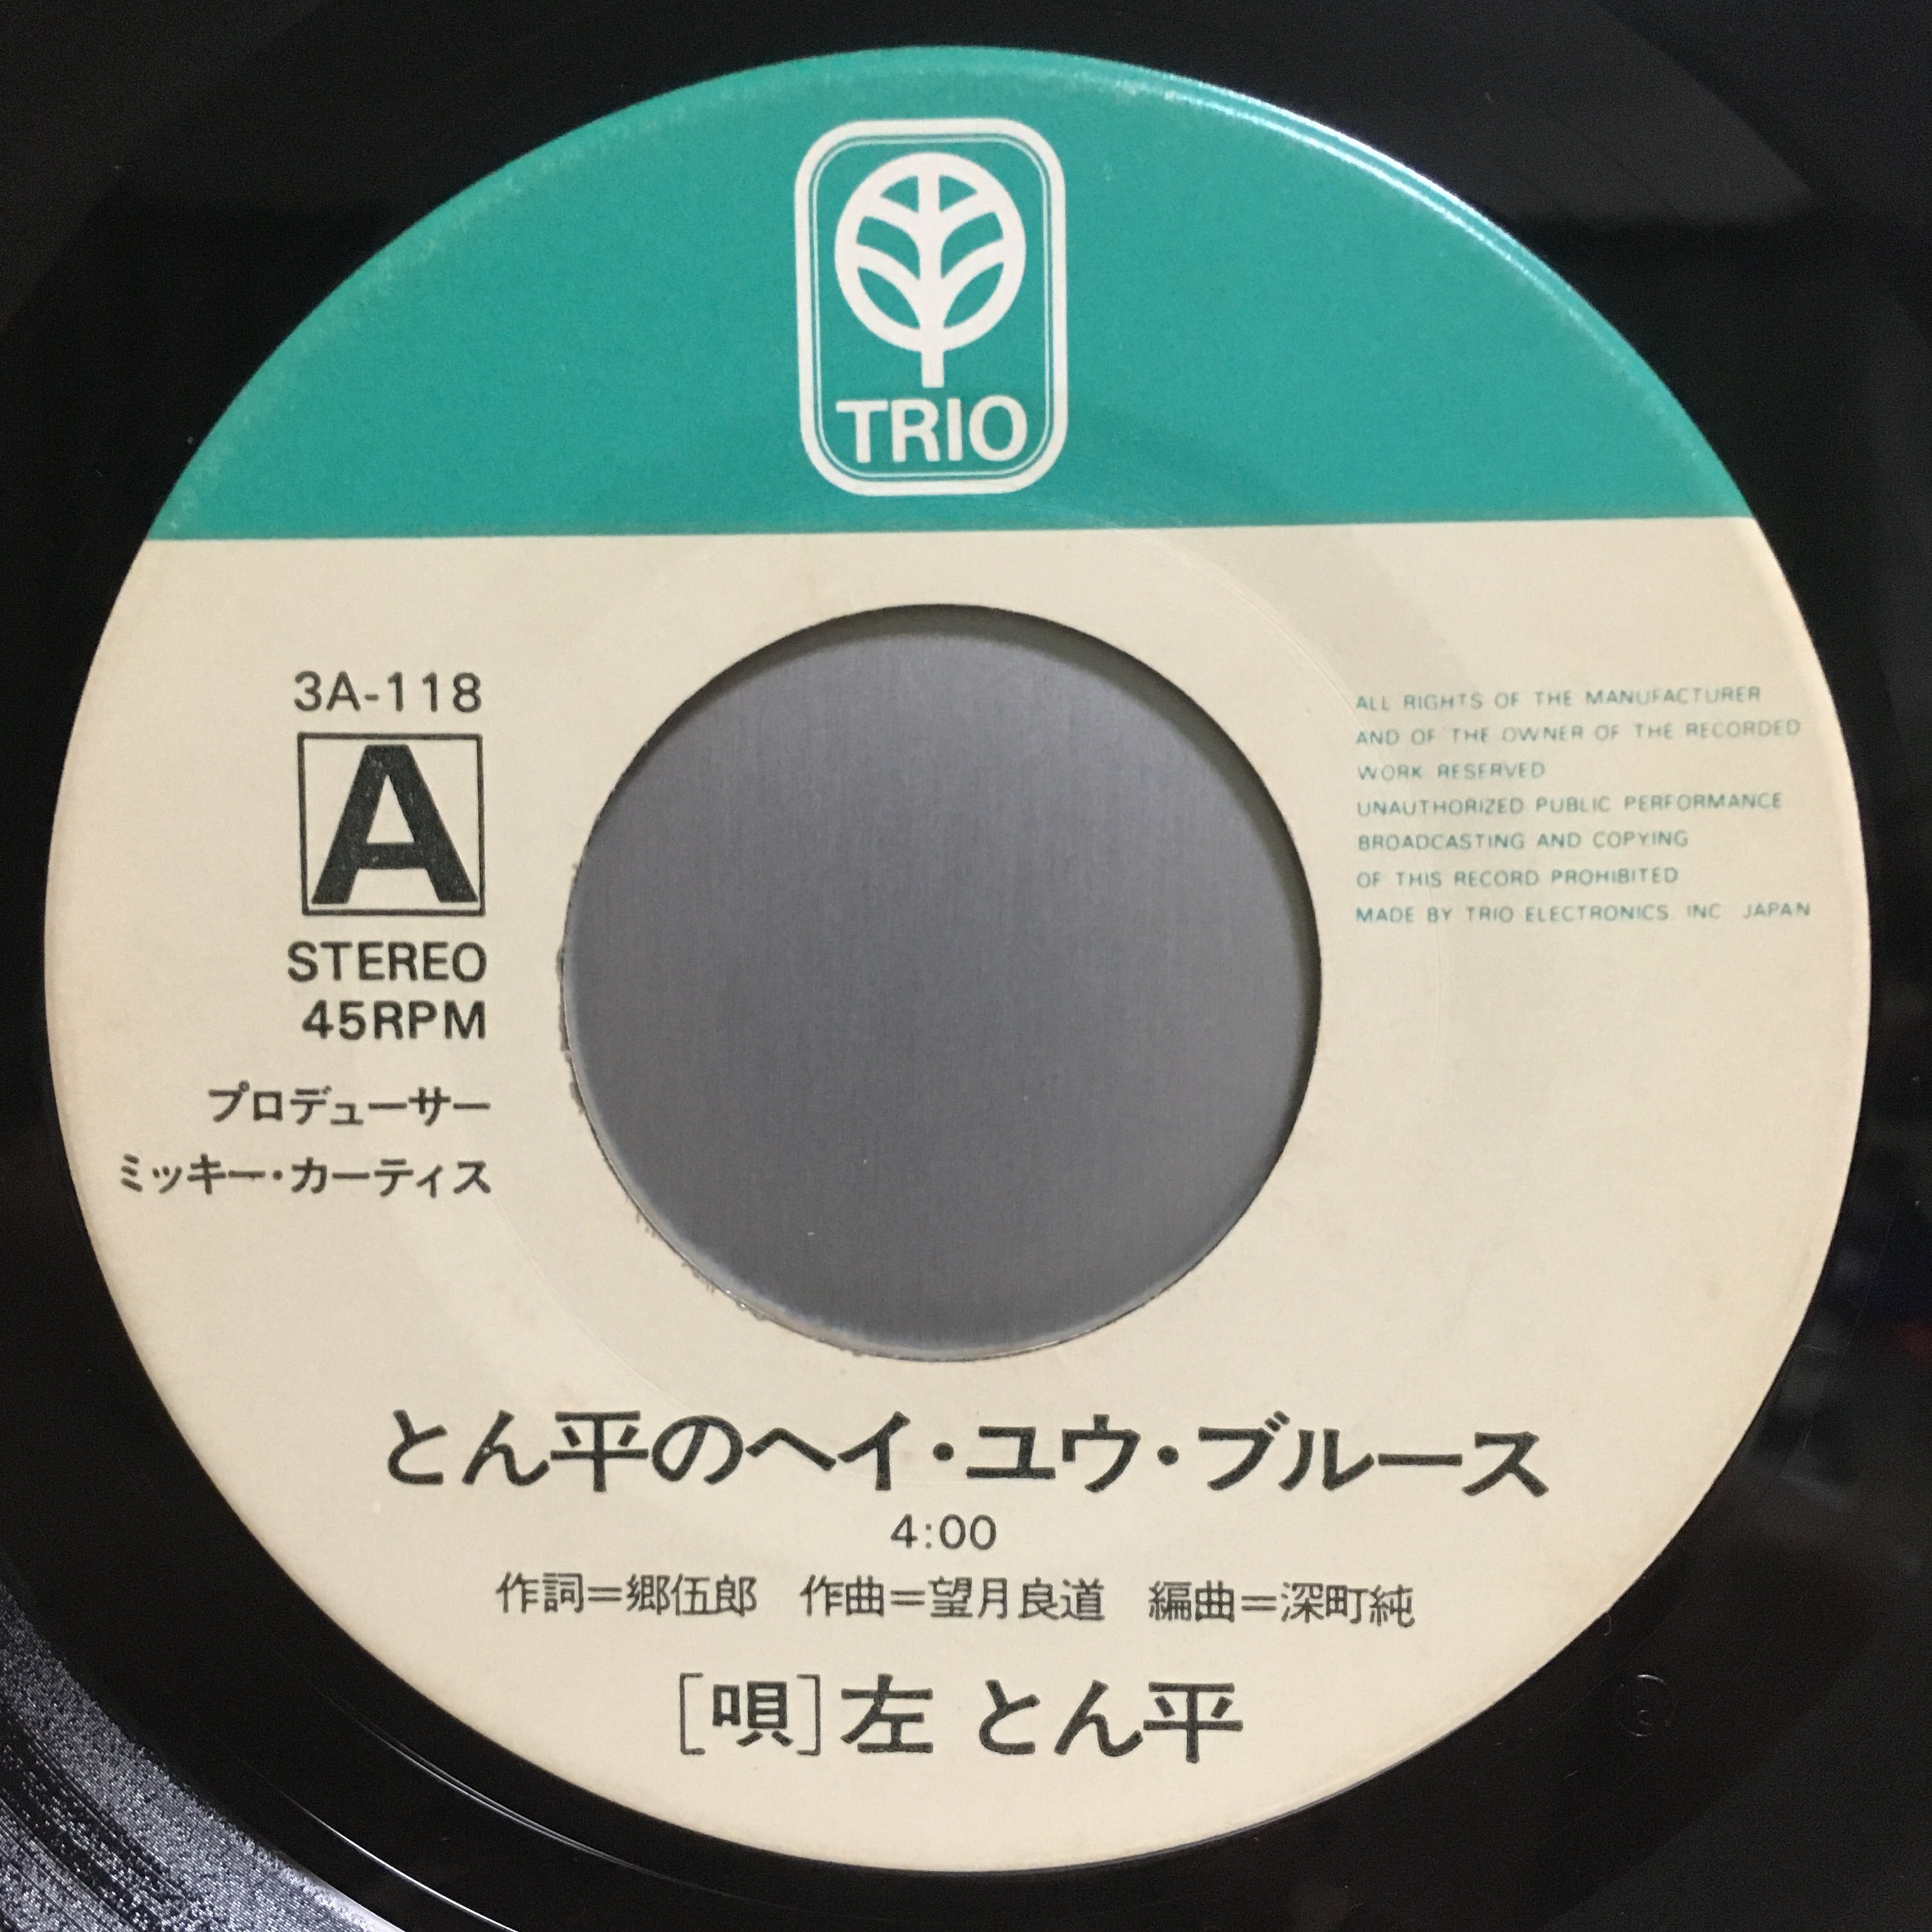 TRIO
3A-118
A
STEREO
45RPM
プロデューサー
ミッキー・カーティス
ALL RIGHTS OF THE MANUFACTURER
AND OF THE OWNER OF THE RECORDED
WORK RESERVED
UNAUTHORIZED PUBLIC PERFORMANCE
BROADCASTING AND COPYING
OF THIS RECORD PROHIBITED
MADE BY TRIO ELECTRONICS. INC JAPAN
とん平のヘイ・ユウ・ブルース
4:00
作詞=郷伍郎 作曲=望月良道 編曲=深町純
[唄]左 とん平